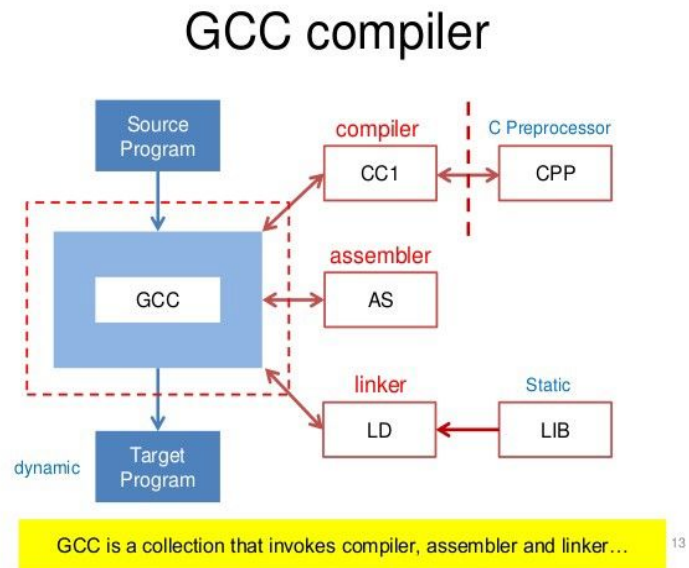 GCC compiler
Source
Program
compiler
C Preprocessor
CC1
CPP
assembler
GCC
AS
linker
Static
LD
LIB
dynamic
Target
Program
GCC is a collection that invokes compiler, assembler and linker…
13